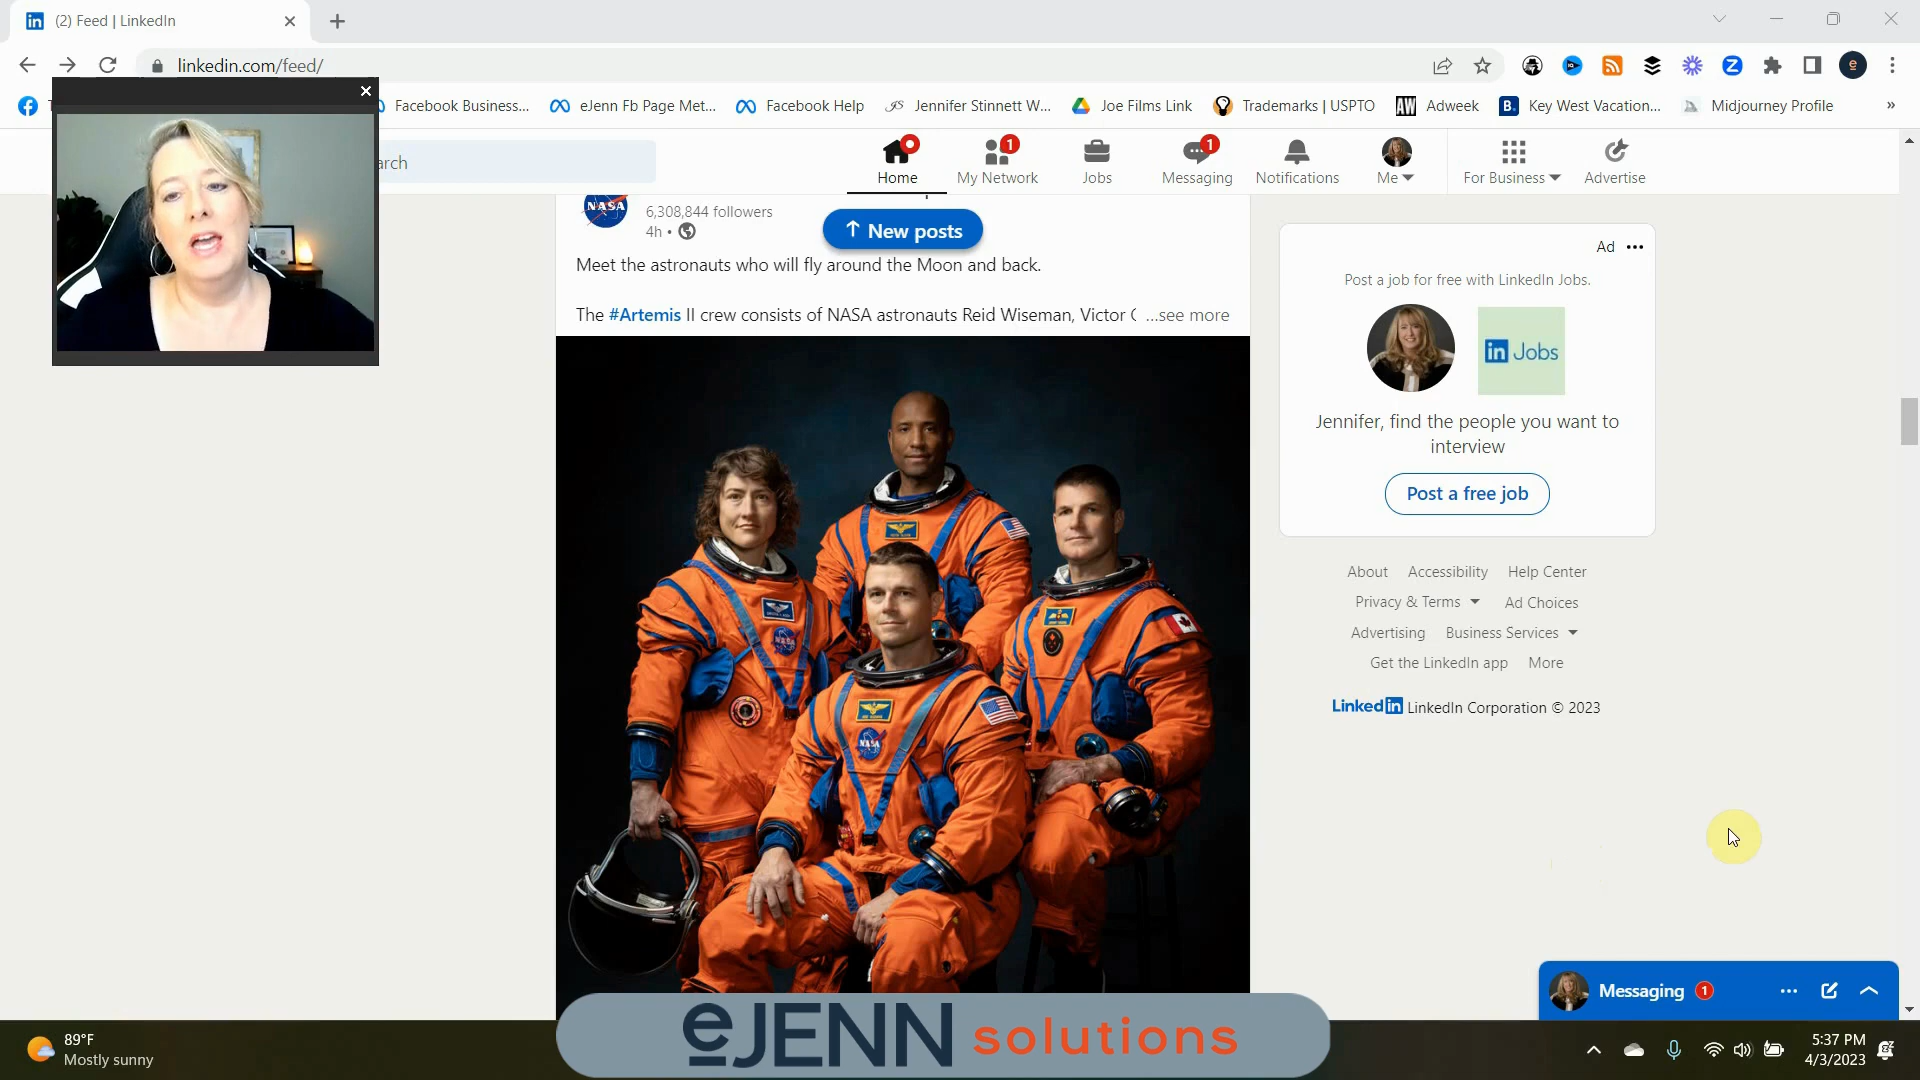 (2) Feed | LinkedIn
linkedin.com/feed/
Facebook Business...
eJenn Fb Page Met...
Facebook Help
Jennifer Stinnett W...
Joe Films Link
Trademarks | USPTO
AW Adweek
B. Key West Vacation...
Midjourney Profile
»
arch
Home
1
My Network
Jobs
1
Messaging
Notifications
Me
For Business
Advertise
NASA
6,308,844 followers
4h •
↑ New posts
Meet the astronauts who will fly around the Moon and back.
The #Artemis II crew consists of NASA astronauts Reid Wiseman, Victor ...see more
NASA
NASA
Ad
Post a job for free with LinkedIn Jobs.
in Jobs
Jennifer, find the people you want to
interview
Post a free job
About Accessibility Help Center
Privacy & Terms Ad Choices
Advertising Business Services
Get the LinkedIn app More
LinkedIn LinkedIn Corporation © 2023
Messaging 1
eJENN solutions
89°F
Mostly sunny
5:37 PM
4/3/2023